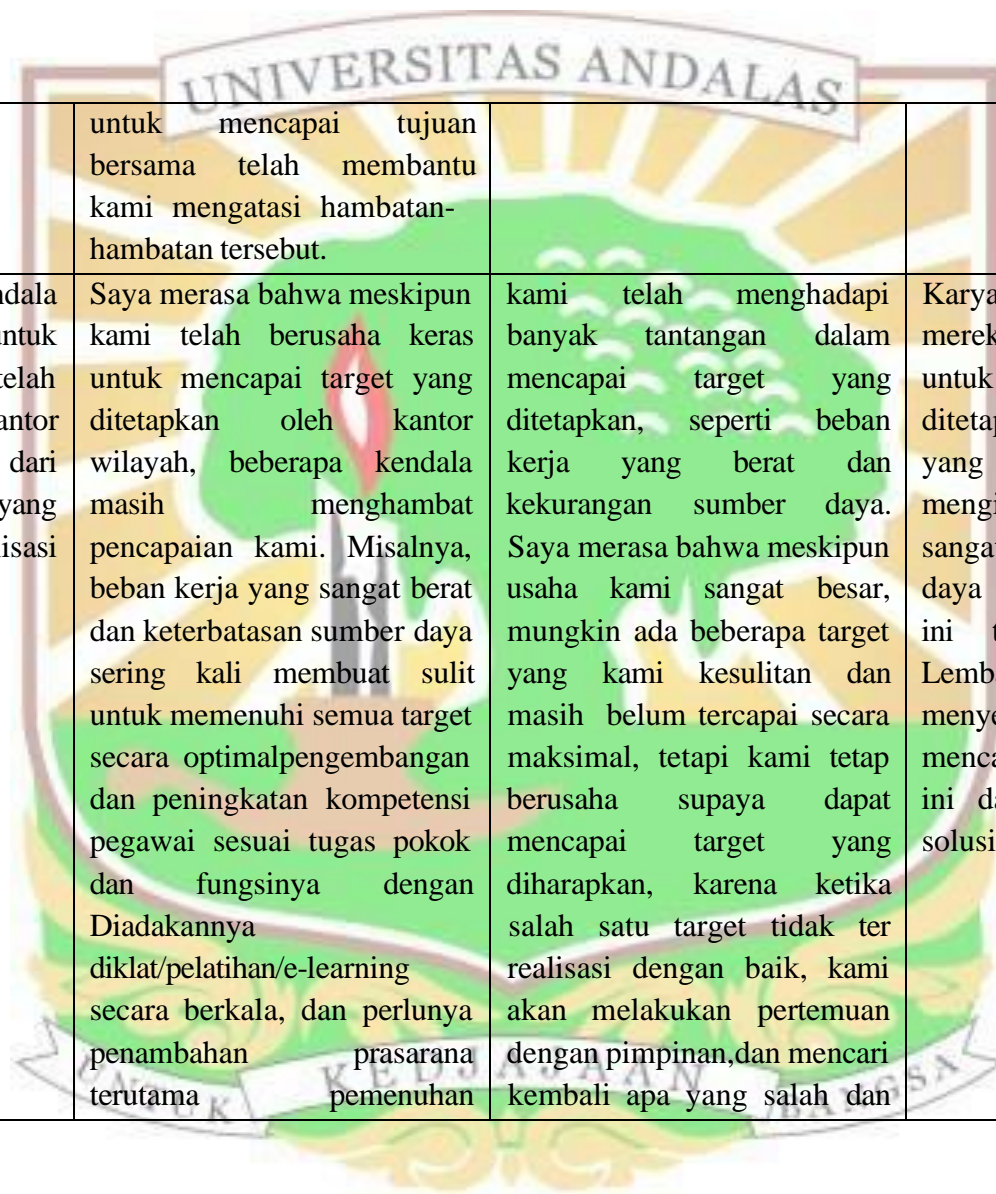 UNIVERSITAS ANDALAS
untuk mencapai tujuan
bersama telah membantu
kami mengatasi hambatan-
hambatan tersebut.
ndala
untuk
telah
antor
dari
yang
isasi
Saya merasa bahwa meskipun
kami telah berusaha keras
untuk mencapai target yang
ditetapkan oleh kantor
wilayah, beberapa kendala
masih menghambat
pencapaian kami. Misalnya,
beban kerja yang sangat berat
dan keterbatasan sumber daya
sering kali membuat sulit
untuk memenuhi semua target
secara optimalpengembangan
dan peningkatan kompetensi
pegawai sesuai tugas pokok
dan fungsinya dengan
Diadakannya
diklat/pelatihan/e-learning
secara berkala, dan perlunya
penambahan prasarana
terutama pemenuhan
kami telah menghadapi
banyak tantangan dalam
mencapai target yang
ditetapkan, seperti beban
kerja yang berat dan
kekurangan sumber daya.
Saya merasa bahwa meskipun
usaha kami sangat besar,
mungkin ada beberapa target
yang kami kesulitan dan
masih belum tercapai secara
maksimal, tetapi kami tetap
berusaha supaya dapat
mencapai target yang
diharapkan, karena ketika
salah satu target tidak ter
realisasi dengan baik, kami
akan melakukan pertemuan
dengan pimpinan,dan mencari
kembali apa yang salah dan
Karya
merek
untuk
ditetap
yang
mengi
sangat
daya
ini t
Lemba
menye
menca
ini da
solusi
UNTUK KEDJAJAAN BANGSA